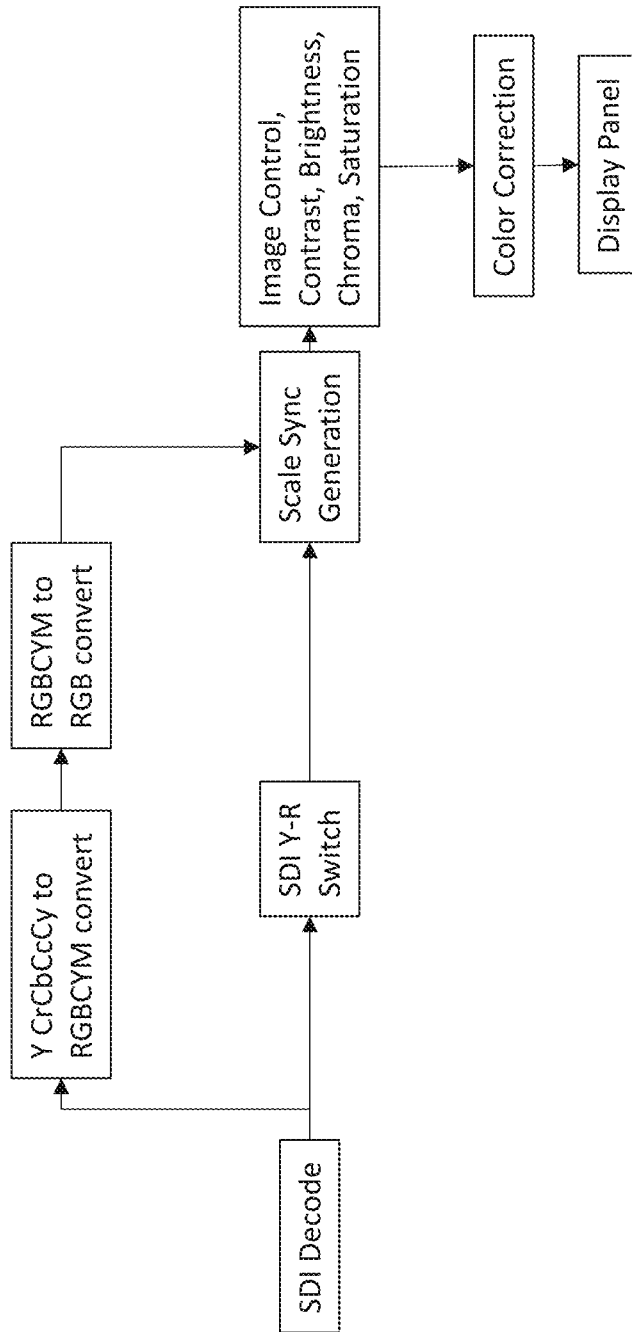 SDI Decode
Y CrCbCcCy to
RGBCYM convert
RGBCYM to
RGB convert
SDI Y-R
Switch
Scale Sync
Generation
Image Control,
Contrast, Brightness,
Chroma, Saturation
Color Correction
Display Panel